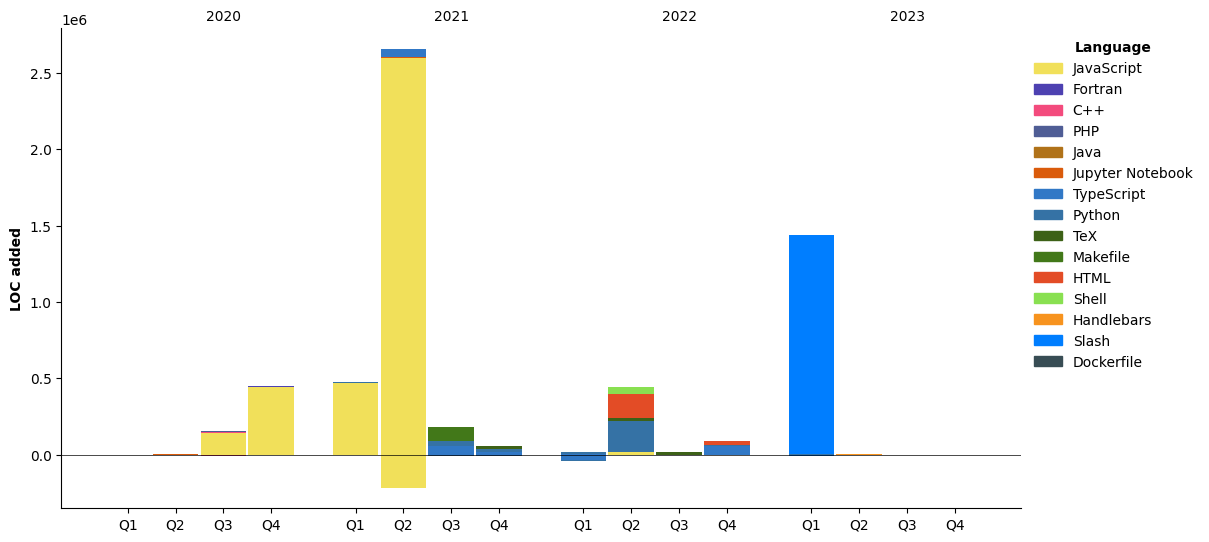 1e6
2020 2021 2022 2023
LOC added
2.5
2.0
1.5
1.0
0.5
0.0
Q1 Q2 Q3 Q4 Q1 Q2 Q3 Q4 Q1 Q2 Q3 Q4 Q1 Q2 Q3 Q4
Language
JavaScript
Fortran
C++
PHP
Java
Jupyter Notebook
TypeScript
Python
TeX
Makefile
HTML
Shell
Handlebars
Slash
Dockerfile